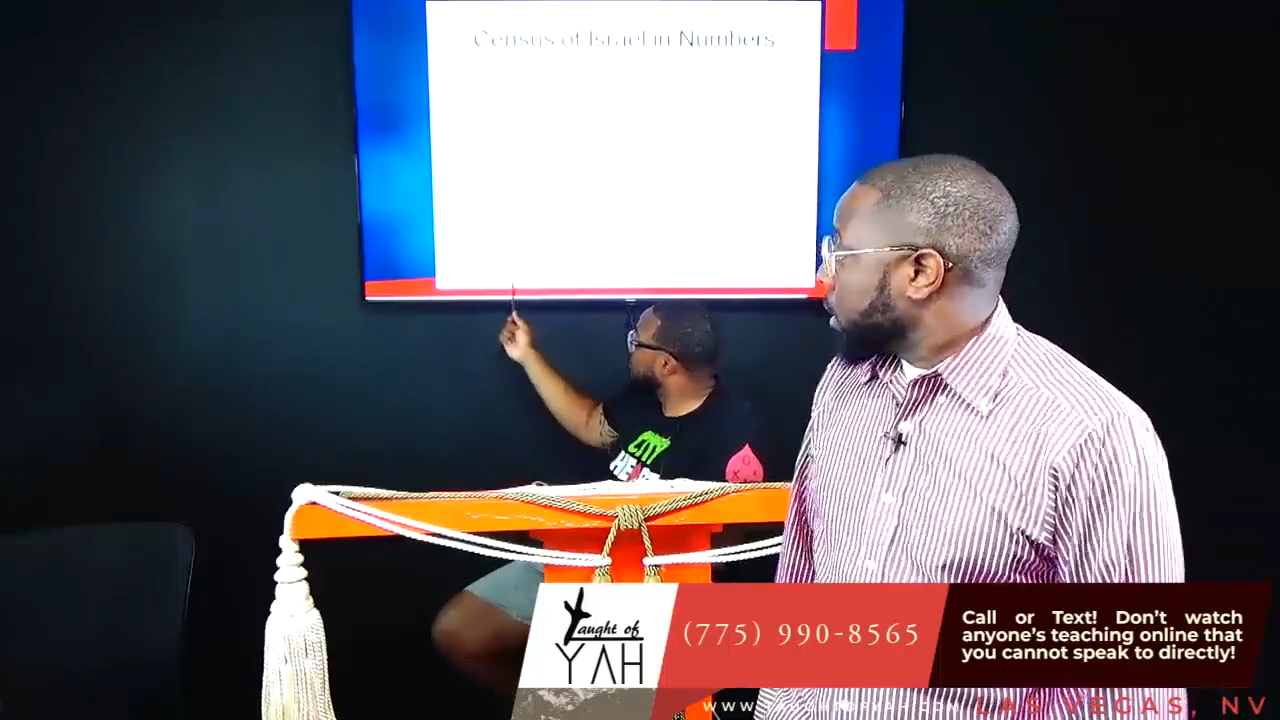 Census of Israel in Numbers
CITY
Taught of
YAH
(775) 990-8565
Call or Text! Don't watch
anyone's teaching online that
you cannot speak to directly!
LAS VEGAS, NV